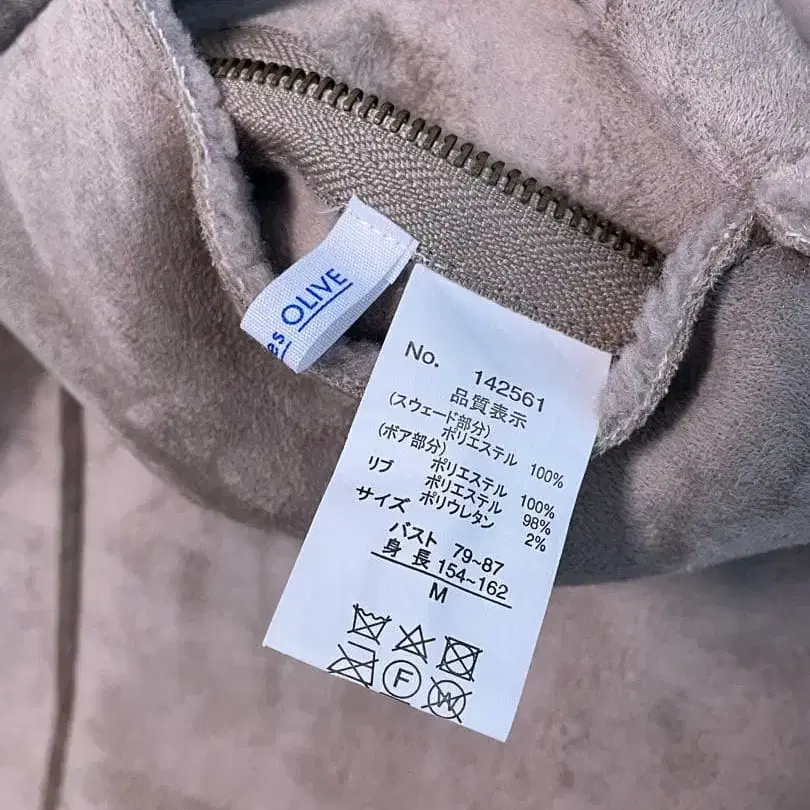 es
OLIVE
No. 142561
品質表示
(スウェード部分)
ポリエステル 100%
(ボア部分)
ポリエステル 100%
リブ ポリエステル 98%
ポリウレタン 2%
サイズ
バスト 79~87
身長 154~162
M
F
W